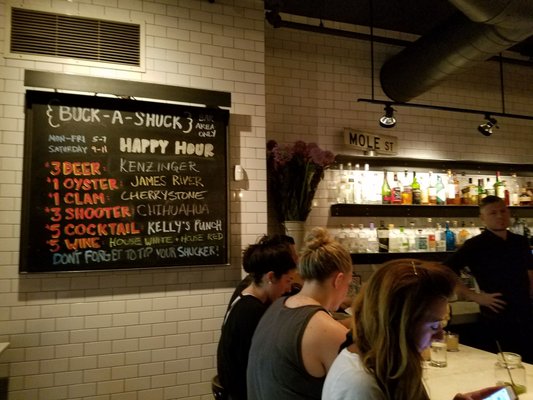 {BUCK-A-SHUCK} BAR AREA ONLY
MON-FRI 5-7
SATURDAY 9-11
HAPPY HOUR
$3 BEER: KENZINGER
$1 OYSTER: JAMES RIVER
$1 CLAM: CHERRYSTONE
$3 SHOOTER: CHIHUAHUA
$5 COCKTAIL: KELLY'S PUNCH
$5 WINE: HOUSE WHITE + HOUSE RED
DON'T FORGET TO TIP YOUR SHUCKER!
MOLE ST